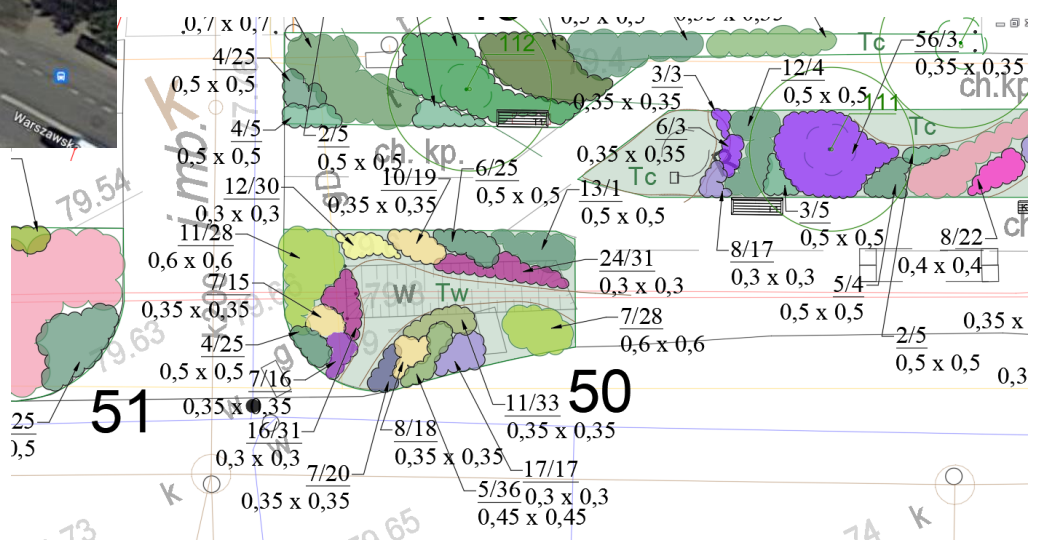 0,7 x 0,7
0,5 x 0,5
0,35 x 0,35
112
79.4
Tc
56/3
0,35 x 0,35
4/25
0,5 x 0,5
3/3
0,35 x 0,35
12/4
0,5 x 0,5
111
ch.kp
Warszawsk
k
i.mb.
4/5
0,5 x 0,5
2/5
0,5 x 0,5
ch. kp.
6/3
0,35 x 0,35
Tc
Tc
79.54
12/30
0,3 x 0,3
10/19
0,35 x 0,35
6/25
0,5 x 0,5
13/1
0,5 x 0,5
3/5
0,5 x 0,5
11/28
0,6 x 0,6
24/31
0,3 x 0,3
8/17
0,3 x 0,3
8/22
0,4 x 0,4
ch
7/15
0,35 x 0,35
W
Tw
5/4
0,5 x 0,5
7/28
0,6 x 0,6
79.63
4/25
0,5 x 0,5
g
2/5
0,5 x 0,5
0,35 x
0,3
7/16
0,35 x 0,35
51
50
25
0,5
w
16/31
0,3 x 0,3
w
8/18
0,35 x 0,35
11/33
0,35 x 0,35
7/20
0,35 x 0,35
17/17
0,3 x 0,3
5/36
0,45 x 0,45
k
k
79.65
74
73